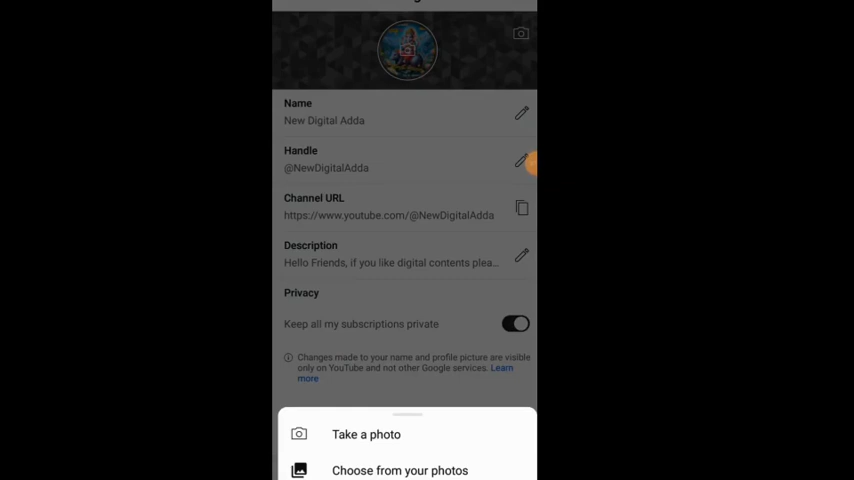 Name
New Digital Adda
Handle
@NewDigitalAdda
Channel URL
https://www.youtube.com/@NewDigitalAdda
Description
Hello Friends, if you like digital contents plea...
Privacy
Keep all my subscriptions private
Changes made to your name and profile picture are visible
only on YouTube and not other Google services. Learn
more
Take a photo
Choose from your photos